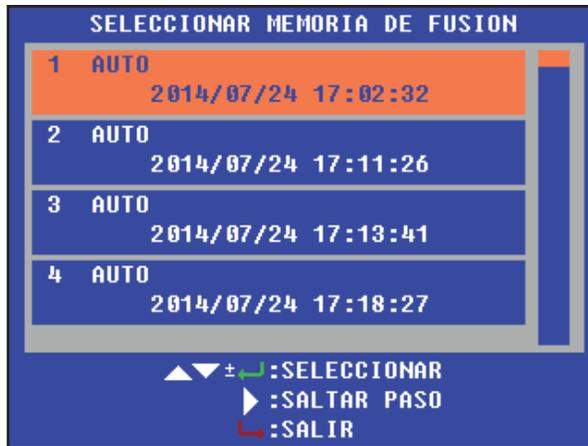 SELECCIONAR MEMORIA DE FUSION
1 AUTO
2014/07/24 17:02:32
2 AUTO
2014/07/24 17:11:26
3 AUTO
2014/07/24 17:13:41
4 AUTO
2014/07/24 17:18:27
±:SELECCIONAR
:SALTAR PASO
:SALIR